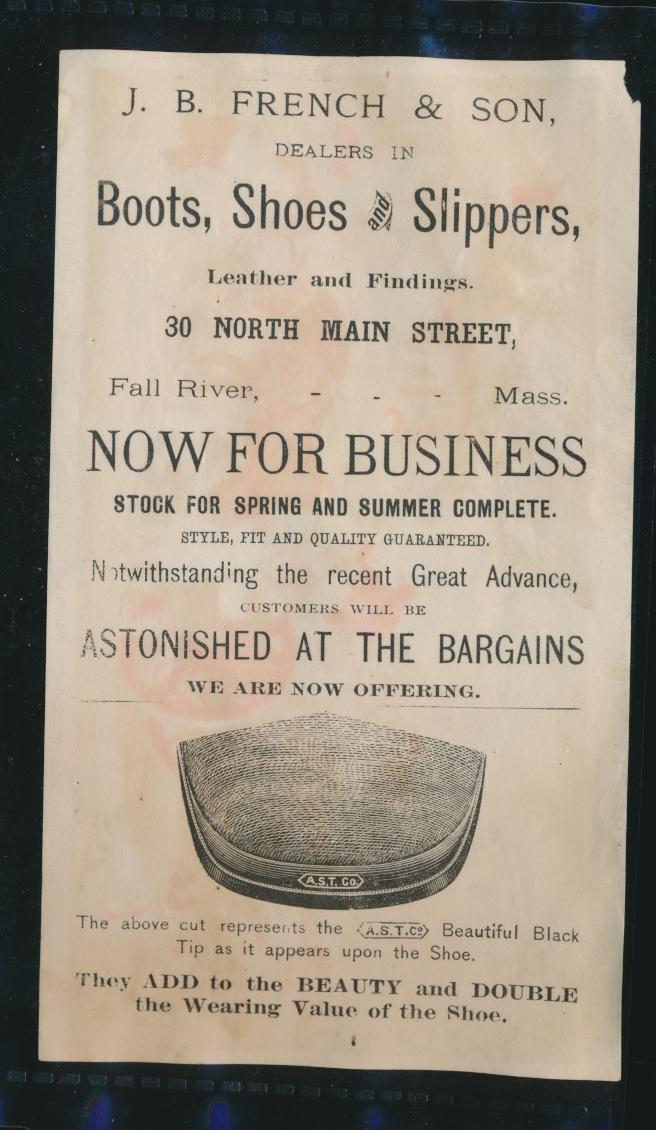 J. B. FRENCH & SON,
DEALERS IN
Boots, Shoes and Slippers,
Leather and Findings.
30 NORTH MAIN STREET,
Fall River, - - - Mass.
NOW FOR BUSINESS
STOCK FOR SPRING AND SUMMER COMPLETE.
STYLE, FIT AND QUALITY GUARANTEED.
Notwithstanding the recent Great Advance,
CUSTOMERS WILL BE
ASTONISHED AT THE BARGAINS
WE ARE NOW OFFERING.
A.S.T. Co.
The above cut represents the A.S.T.Co Beautiful Black
Tip as it appears upon the Shoe.
They ADD to the BEAUTY and DOUBLE
the Wearing Value of the Shoe.